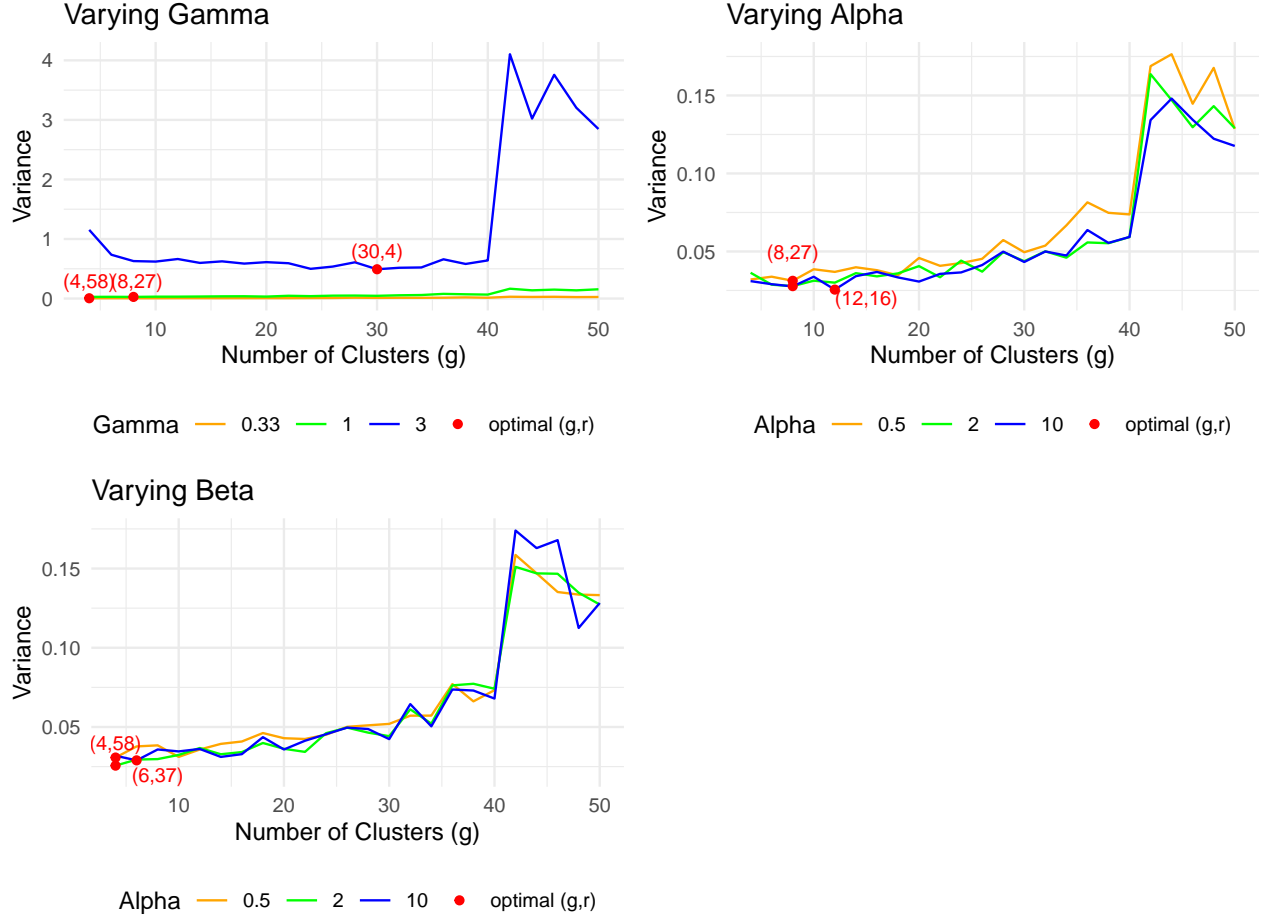 Varying Gamma
4
3
2
1
0
Variance
(4,58)
(8,27)
(30,4)
10 20 30 40 50
Number of Clusters (g)
Gamma 0.33 1 3 optimal (g,r)
Varying Alpha
0.15
0.10
0.05
Variance
(8,27)
(12,16)
10 20 30 40 50
Number of Clusters (g)
Alpha 0.5 2 10 optimal (g,r)
Varying Beta
0.15
0.10
0.05
Variance
(4,58)
(6,37)
10 20 30 40 50
Number of Clusters (g)
Alpha 0.5 2 10 optimal (g,r)